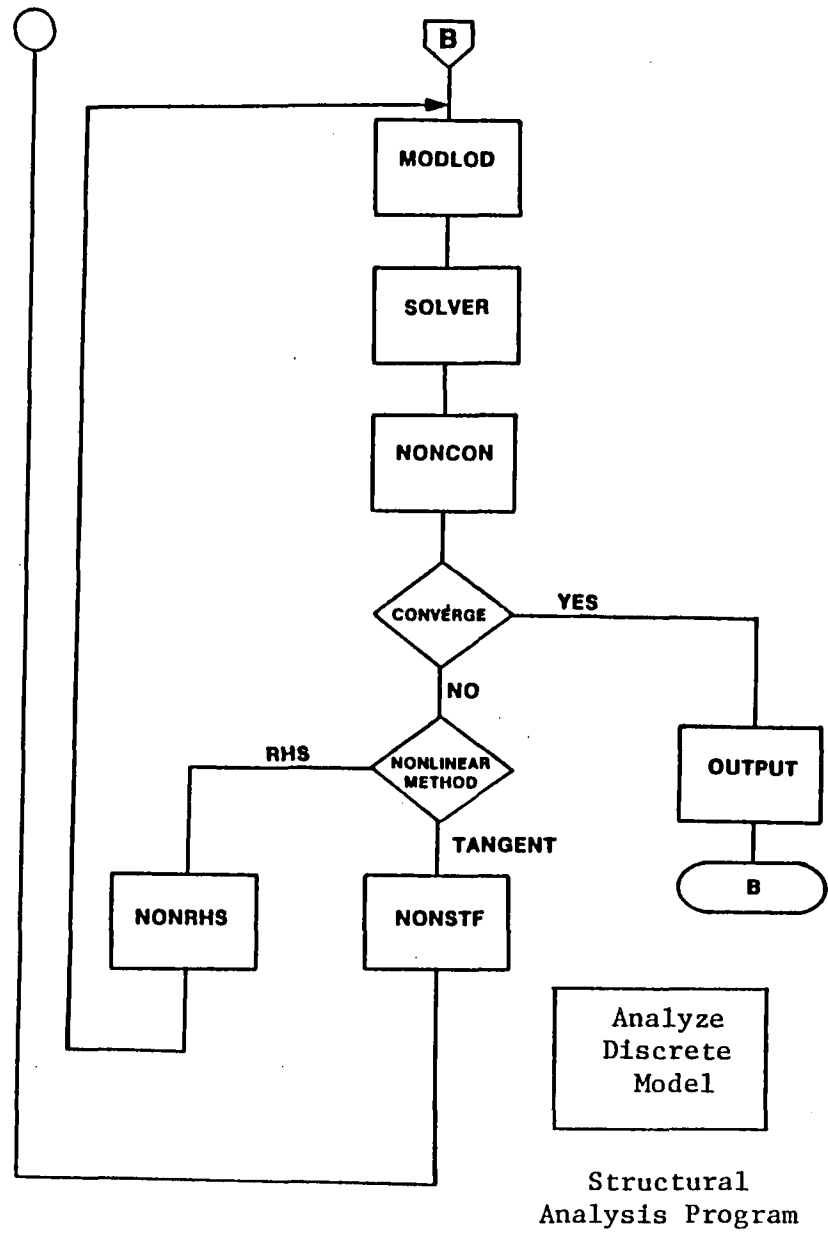 B
MODLOD
SOLVER
NONCON
CONVERGE
YES
NO
NONLINEAR
METHOD
RHS
TANGENT
OUTPUT
B
NONRHS
NONSTF
Analyze
Discrete
Model
Structural
Analysis Program